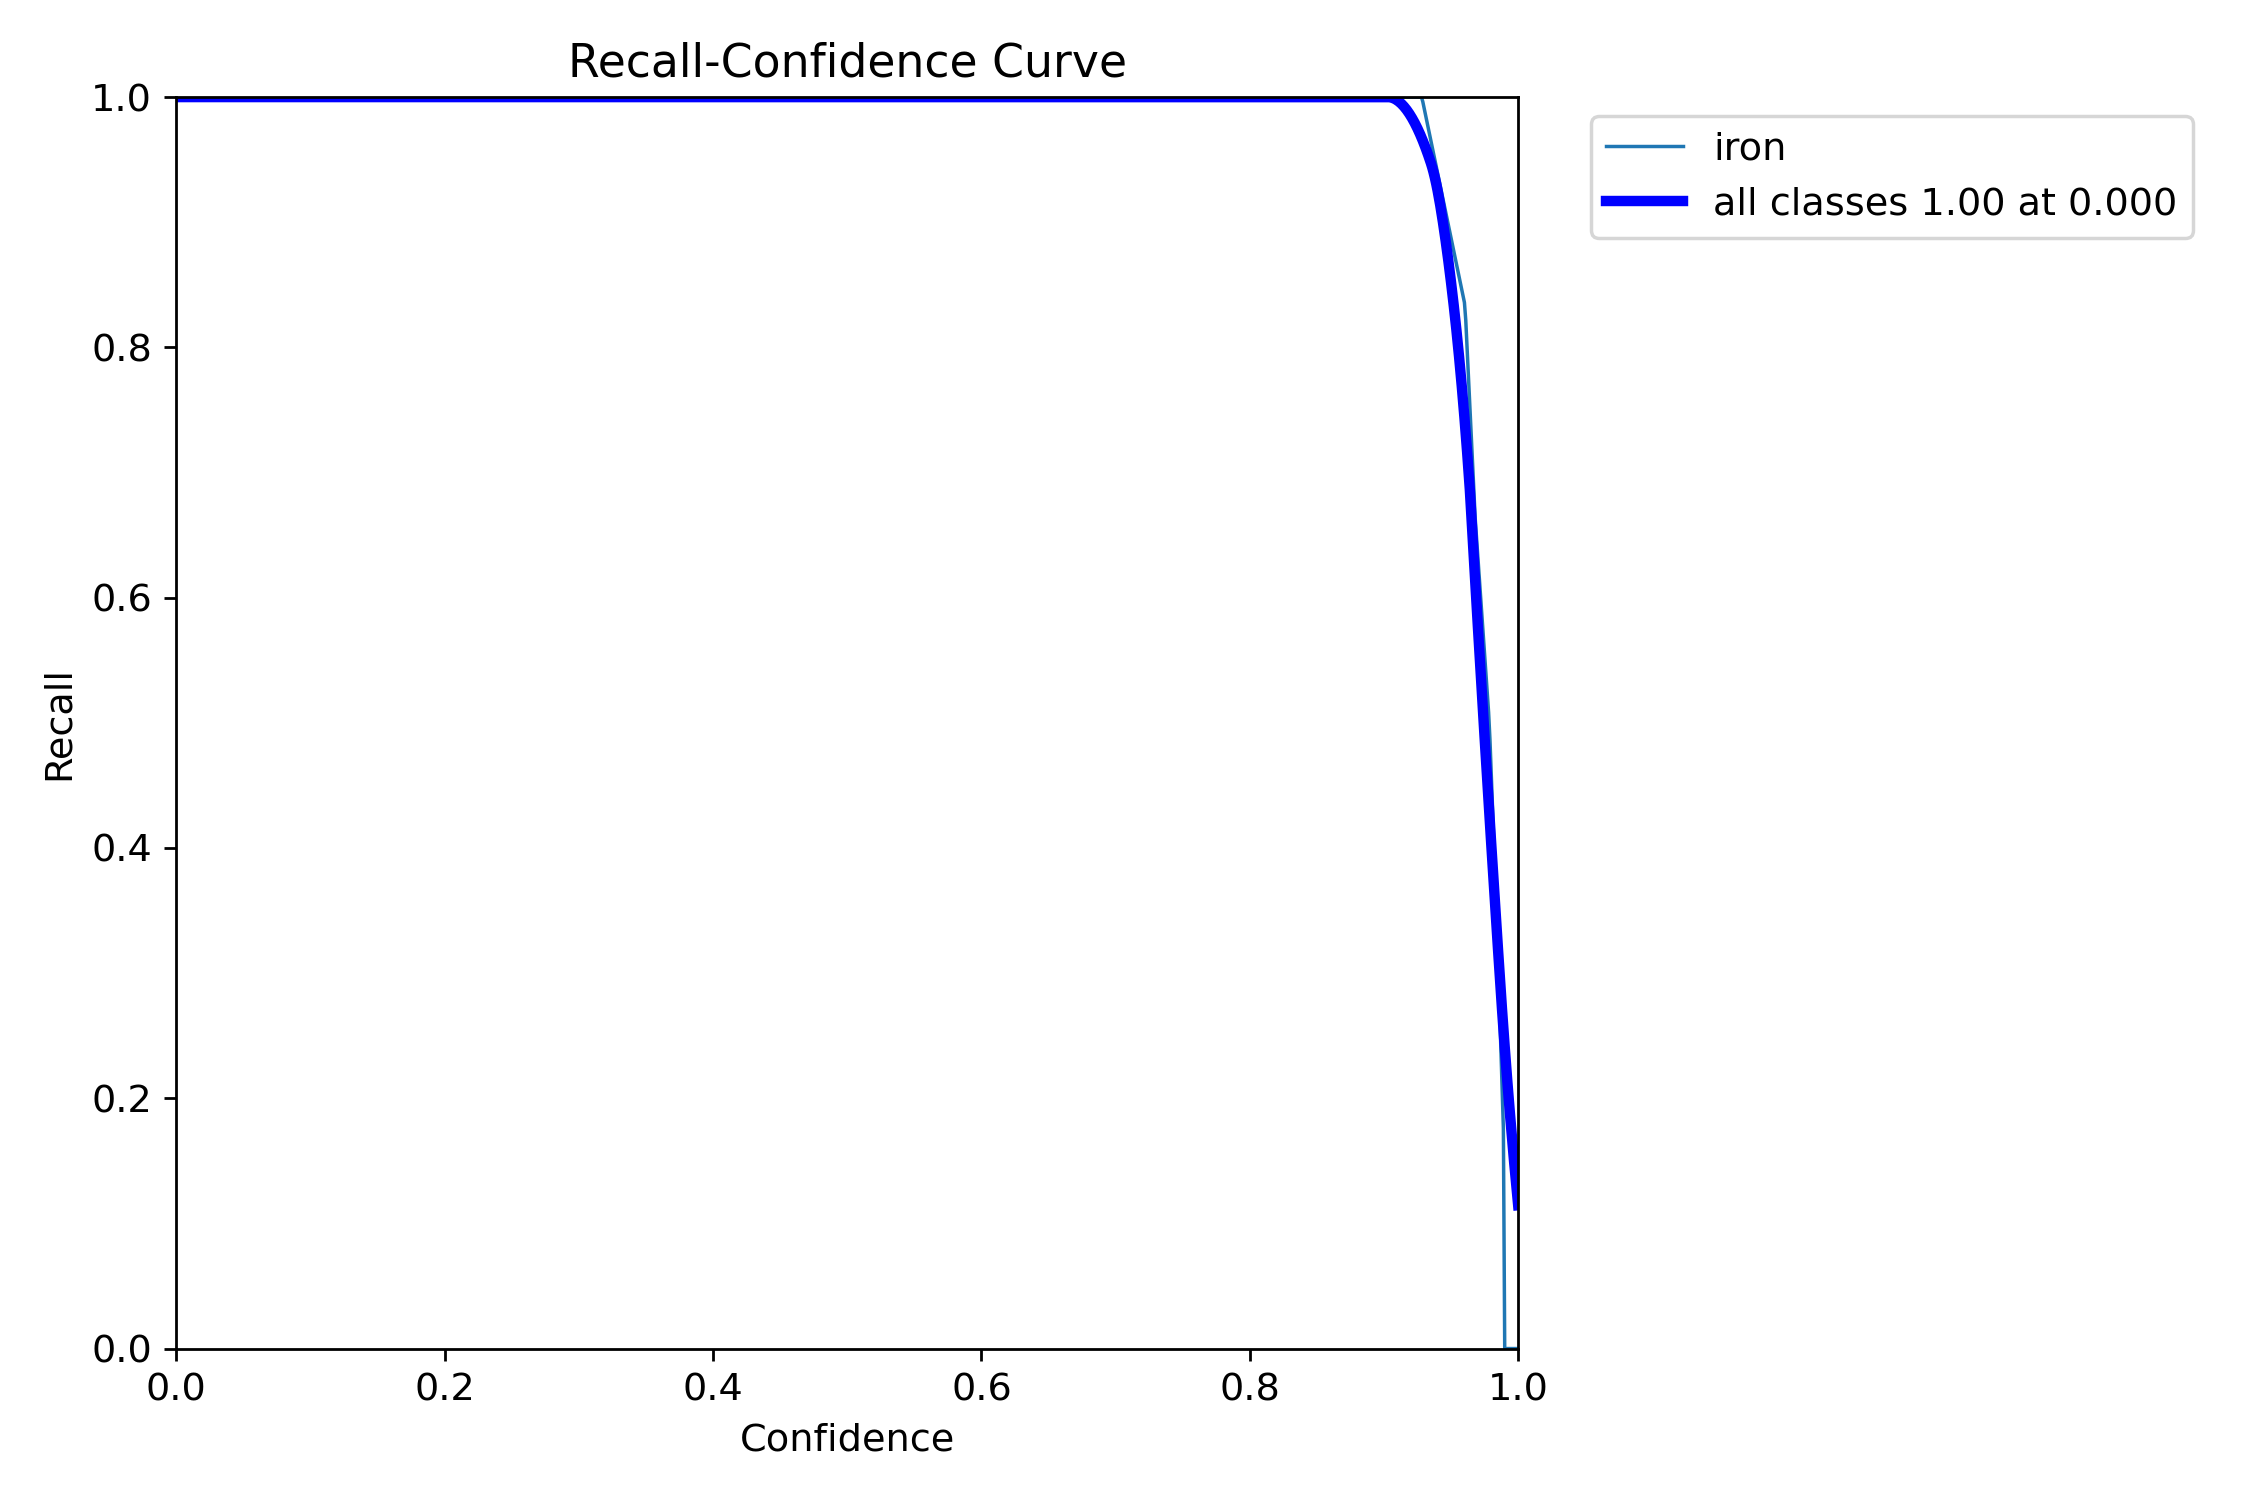 Recall-Confidence Curve
iron
all classes 1.00 at 0.000
Recall
1.0
0.8
0.6
0.4
0.2
0.0
0.0 0.2 0.4 0.6 0.8 1.0
Confidence